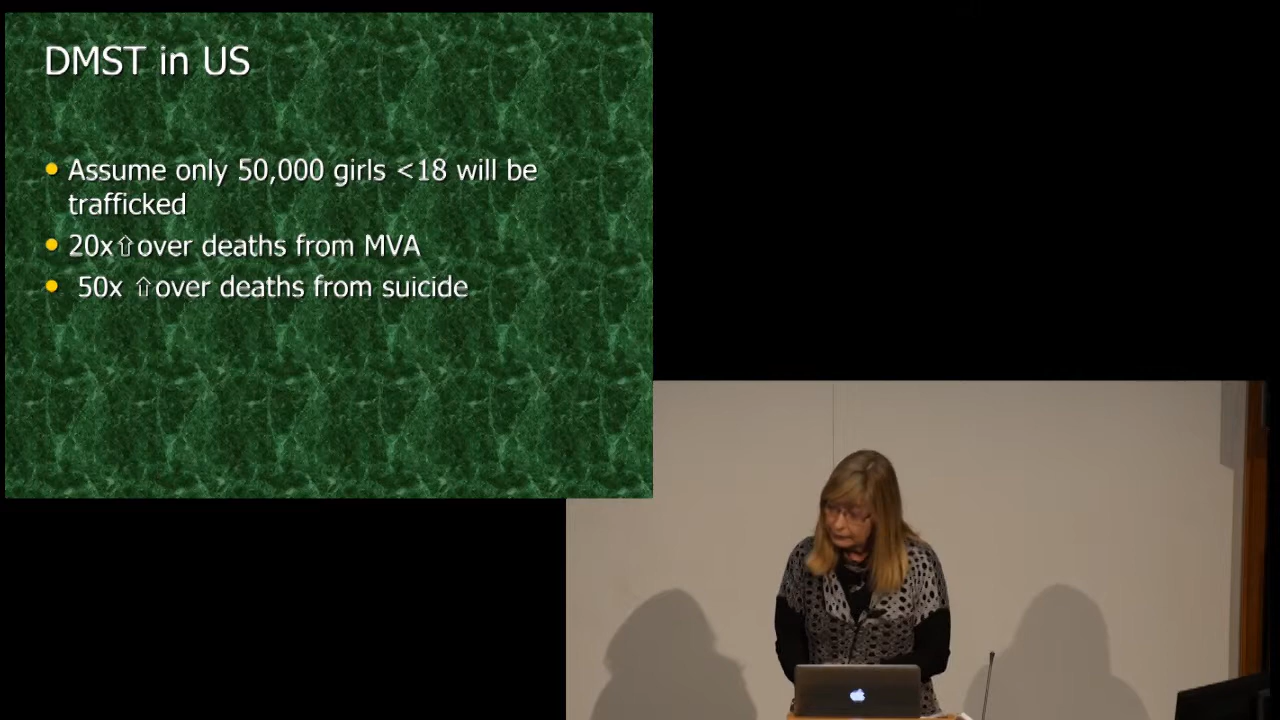 DMST in US
Assume only 50,000 girls <18 will be
trafficked
20x⇧over deaths from MVA
50x ⇧over deaths from suicide